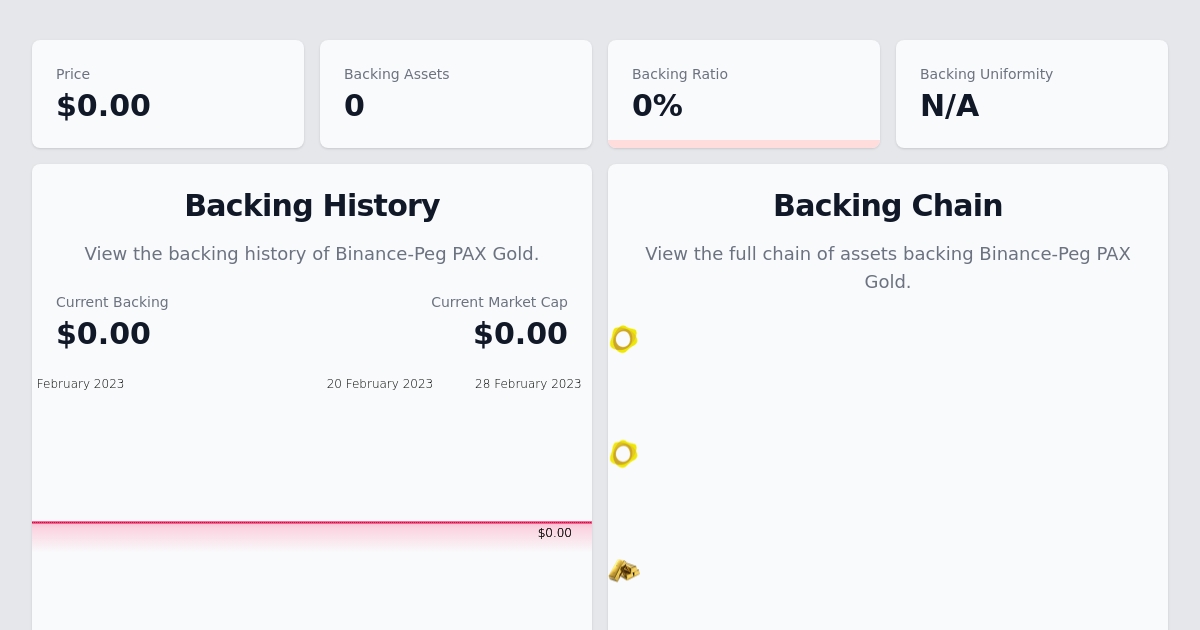 Price
$0.00
Backing Assets
0
Backing Ratio
0%
Backing Uniformity
N/A
Backing History
View the backing history of Binance-Peg PAX Gold.
Current Backing
$0.00
Current Market Cap
$0.00
February 2023
20 February 2023
28 February 2023
$0.00
Backing Chain
View the full chain of assets backing Binance-Peg PAX
Gold.